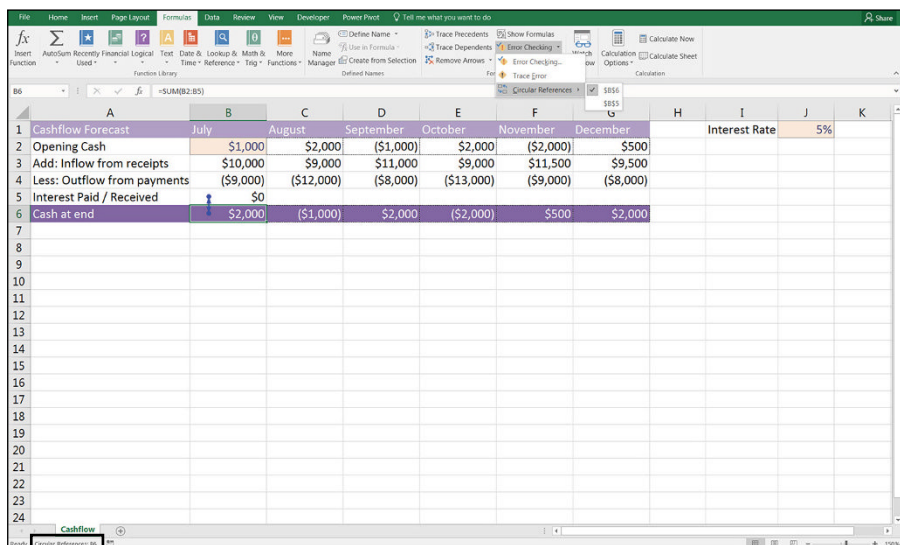 File Home Insert Page Layout Formulas Data Review View Developer Power Pivot Tell me what you want to do Share
fx Insert Function
Σ AutoSum
Recently Used
Financial
Logical
Text
Date & Time
Lookup & Reference
Math & Trig
More Functions
Function Library
Name Manager
Define Name
Use in Formula
Create from Selection
Defined Names
Trace Precedents
Trace Dependents
Remove Arrows
Show Formulas
Error Checking
Error Checking...
Trace Error
Circular References
$B$6
$B$5
Calculation Options
Calculate Now
Calculate Sheet
Calculation
B6 fx =SUM(B2:B5)
A B C D E F G H I J K
1 Cashflow Forecast July August September October November December Interest Rate 5%
2 Opening Cash $1,000 $2,000 ($1,000) $2,000 ($2,000) $500
3 Add: Inflow from receipts $10,000 $9,000 $11,000 $9,000 $11,500 $9,500
4 Less: Outflow from payments ($9,000) ($12,000) ($8,000) ($13,000) ($9,000) ($8,000)
5 Interest Paid / Received $0
6 Cash at end $2,000 ($1,000) $2,000 ($2,000) $500 $2,000
7
8
9
10
11
12
13
14
15
16
17
18
19
20
21
22
23
24
Cashflow
Ready Circular References: B6 150%